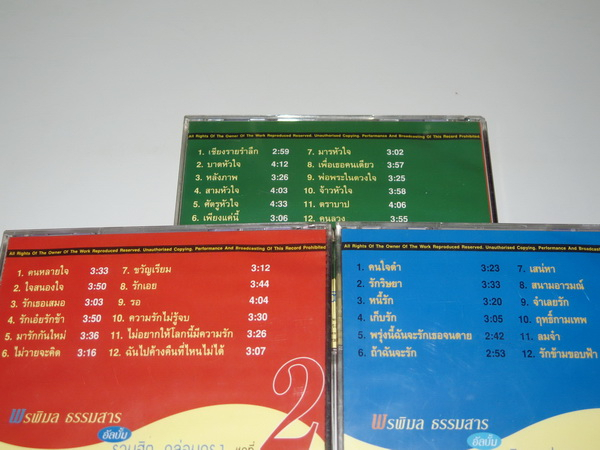 All Rights Of The Owner Of The Work Reproduced Reserved. Unauthorised Copying, Performance And Broadcasting Of This Record Prohibited
1. เชียงรายรำลึก 2:59
2. บาดหัวใจ 4:12
3. หลังภาพ 3:26
4. สามหัวใจ 4:03
5. ศัตรูหัวใจ 4:33
6. เพียงแค่นี้ 3:06
7. มารหัวใจ 3:02
8. เพื่อเธอคนเดียว 3:57
9. พ่อพระในดวงใจ 3:25
10. จ้าวหัวใจ 3:58
11. ตราบาป 4:06
12. คนลวง 3:55
All Rights Of The Owner Of The Work Reproduced Reserved. Unauthorised Copying, Performance And Broadcasting Of This Record Prohibited
1. คนหลายใจ 3:33
2. ใจสนองใจ 3:50
3. รักเธอเสมอ 3:03
4. รักเอ๋ยรักข้า 3:50
5. มารักกันใหม่ 3:36
6. ไม่วายจะคิด 3:16
7. ขวัญเรียม 3:12
8. รักเอย 3:44
9. รอ 4:04
10. ความรักไม่รู้จบ 3:30
11. ไม่อยากให้โลกนี้มีความรัก 3:26
12. ฉันไปค้างคืนที่ไหนไม่ได้ 3:07
พรพิมล ธรรมสาร
อัลบั้ม
2
All Rights Of The Owner Of The Work Reproduced Reserved. Unauthorised Copying, Performance And Broadcasting Of This
1. คนใจดำ 3:23
2. รักริษยา 3:33
3. หนี้รัก 3:20
4. เก็บรัก 3:05
5. พรุ่งนี้ฉันจะรักเธอจนตาย 2:42
6. ถ้าฉันจะรัก 2:53
7. เสน่หา
8. สนามอารมณ์
9. จำเลยรัก
10. ฤทธิ์กามเทพ
11. ลมจ๋า
12. รักข้ามขอบฟ้า
พรพิมล ธรรมสาร
อัลบั้ม